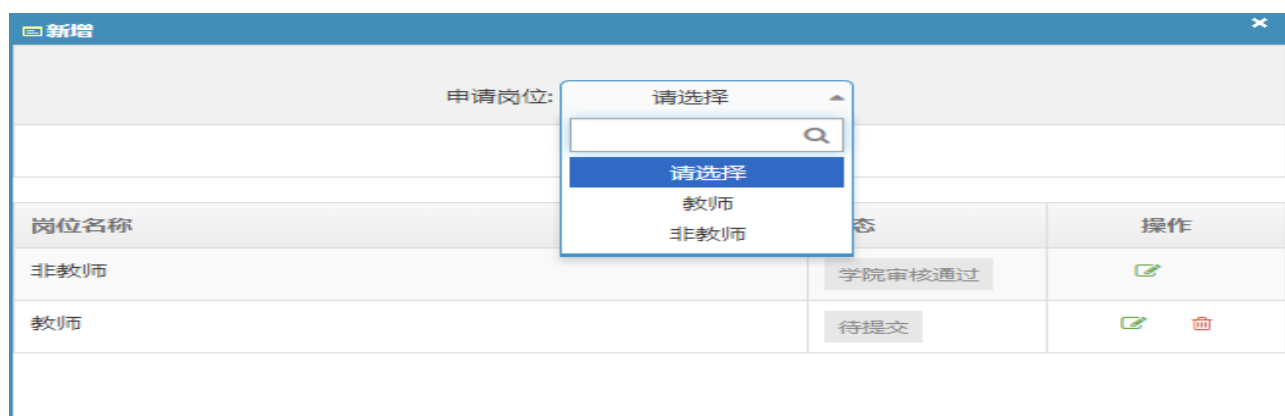 新增
申请岗位: 请选择
请选择
教师
非教师
岗位名称 态 操作
非教师 学院审核通过
教师 待提交